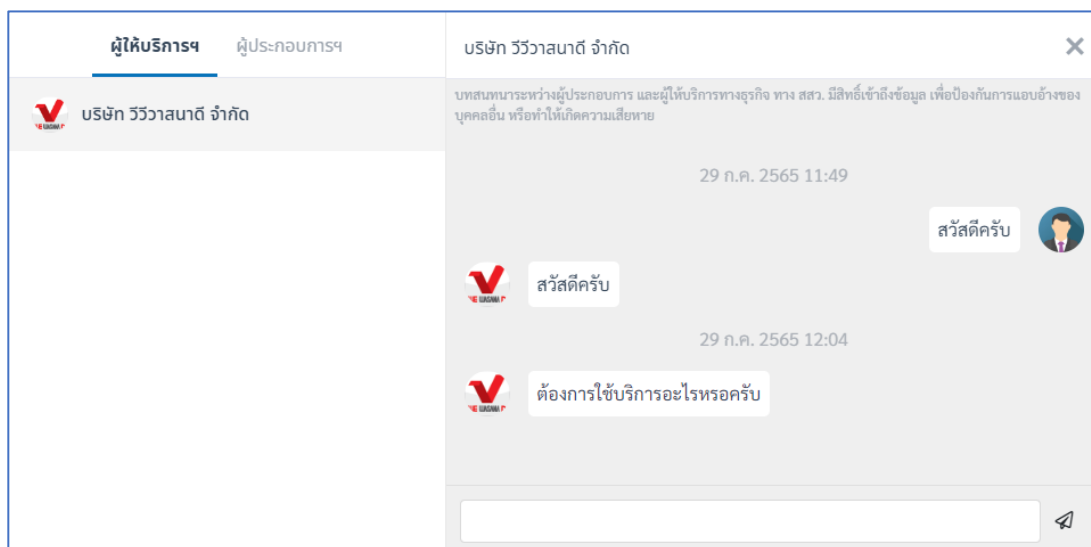 ผู้ให้บริการฯ ผู้ประกอบการฯ
บริษัท วีวีวาสนาดี จำกัด
บริษัท วีวีวาสนาดี จำกัด
บทสนทนาระหว่างผู้ประกอบการ และผู้ให้บริการทางธุรกิจ ทาง สสว. มีสิทธิ์เข้าถึงข้อมูล เพื่อป้องกันการแอบอ้างของ
บุคคลอื่น หรือทำให้เกิดความเสียหาย
29 ก.ค. 2565 11:49
สวัสดีครับ
สวัสดีครับ
29 ก.ค. 2565 12:04
ต้องการใช้บริการอะไรหรอครับ